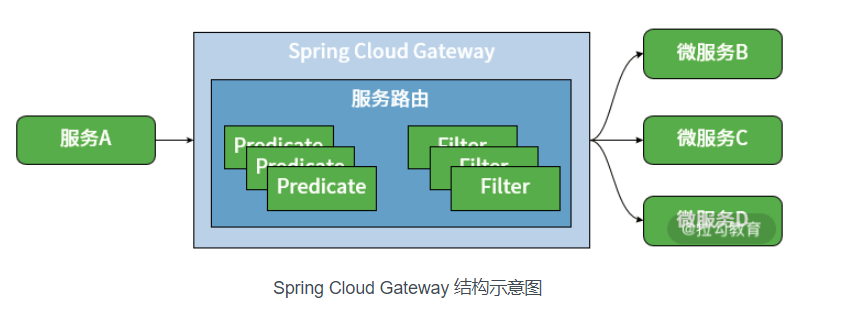 Spring Cloud Gateway
服务路由
服务A
Predicate
Predicate
Predicate
Filter
Filter
Filter
微服务B
微服务C
微服务D
@拉勾教育
Spring Cloud Gateway 结构示意图